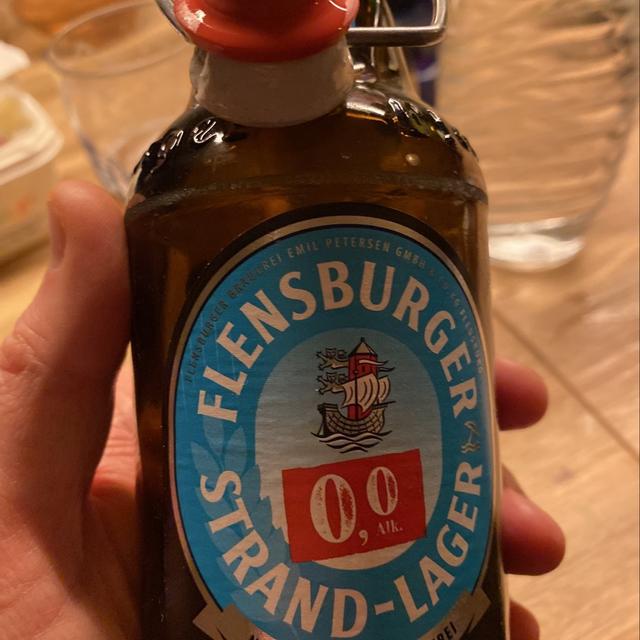 FLENSBURGER BRAUEREI EMIL PETERSEN GMBH
FLENSBURGER
0,0
Alk.
STRAND-LAGER